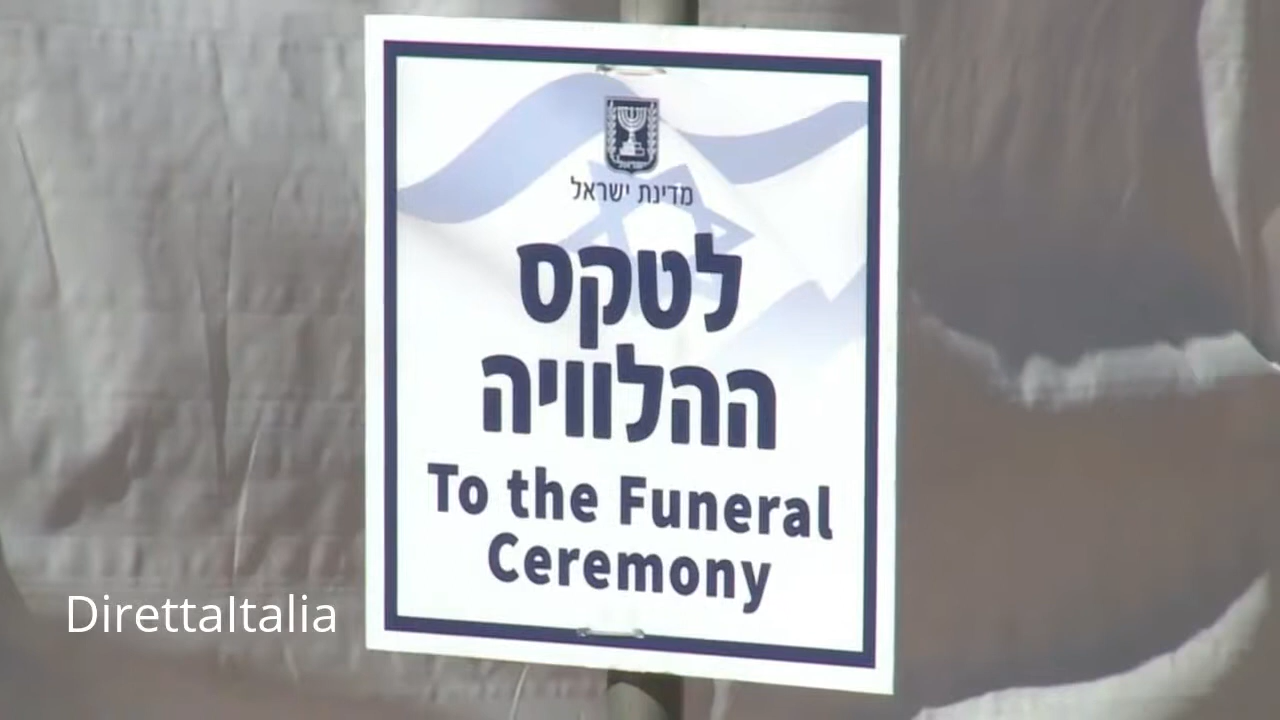 מדינת ישראל
לטקס
ההלוויה
To the Funeral
Ceremony
DirettaItalia